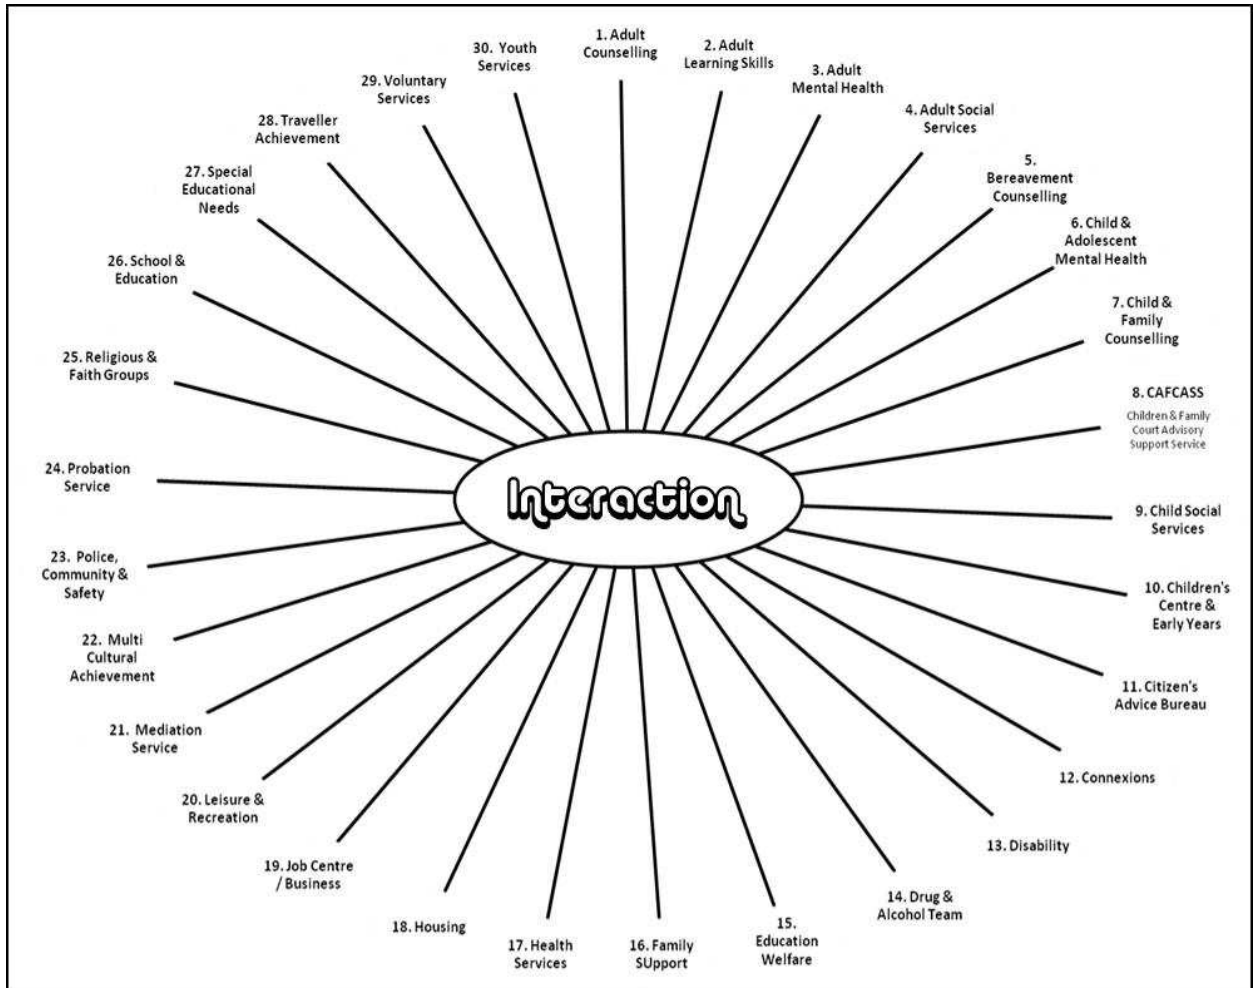 1. Adult
Counselling
2. Adult
Learning Skills
3. Adult
Mental Health
4. Adult Social
Services
5.
Bereavement
Counselling
6. Child &
Adolescent
Mental Health
7. Child &
Family
Counselling
8. CAFCASS
Children & Family
Court Advisory
Support Service
9. Child Social
Services
10. Children's
Centre &
Early Years
11. Citizen's
Advice Bureau
12. Connexions
13. Disability
14. Drug &
Alcohol Team
15.
Education
Welfare
16. Family
SUpport
17. Health
Services
18. Housing
19. Job Centre
/ Business
20. Leisure &
Recreation
21. Mediation
Service
22. Multi
Cultural
Achievement
23. Police,
Community &
Safety
24. Probation
Service
25. Religious &
Faith Groups
26. School &
Education
27. Special
Educational
Needs
28. Traveller
Achievement
29. Voluntary
Services
30. Youth
Services
Interaction